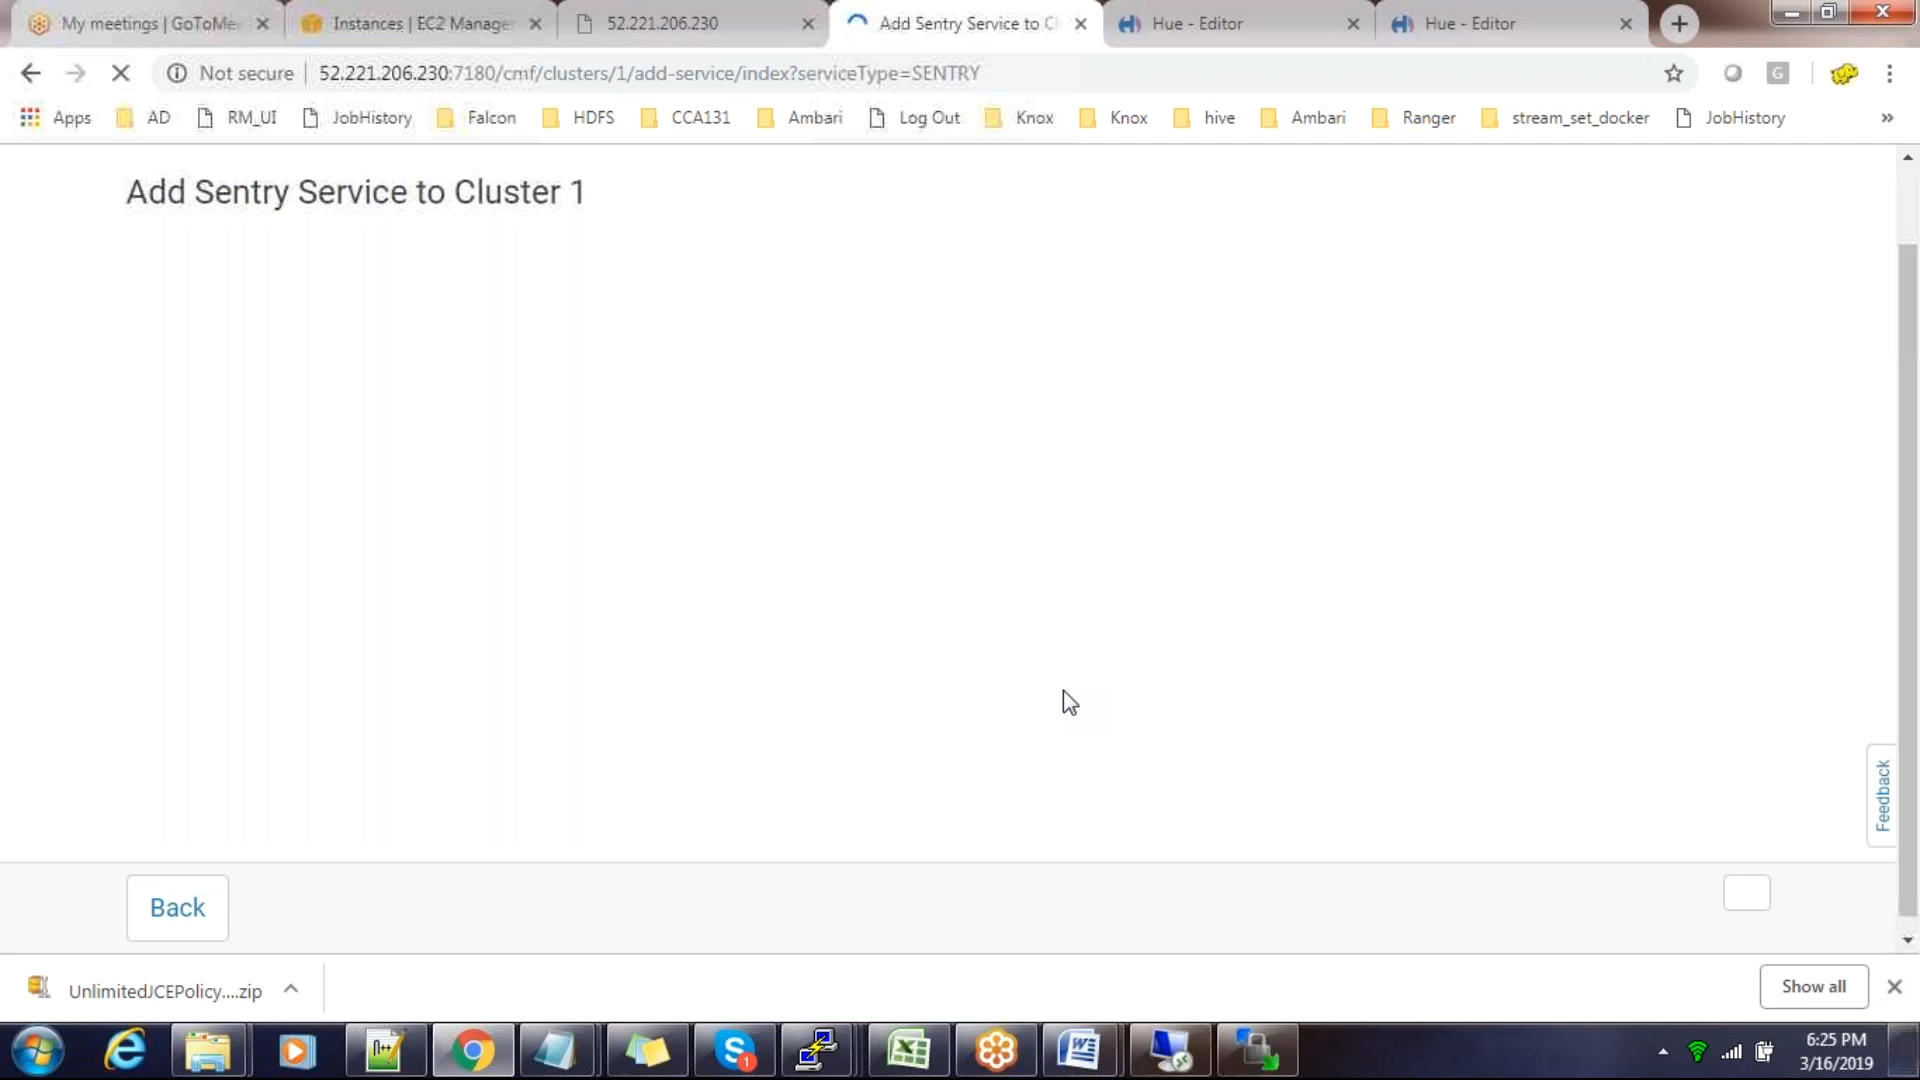 My meetings | GoToMe
Instances | EC2 Manage
52.221.206.230
Add Sentry Service to C
Hue - Editor
Hue - Editor
Not secure
52.221.206.230:7180/cmf/clusters/1/add-service/index?serviceType=SENTRY
G
Apps
AD
RM_UI
JobHistory
Falcon
HDFS
CCA131
Ambari
Log Out
Knox
Knox
hive
Ambari
Ranger
stream_set_docker
JobHistory
»
Add Sentry Service to Cluster 1
Feedback
Back
UnlimitedJCEPolicy....zip
Show all
1
6:25 PM
3/16/2019